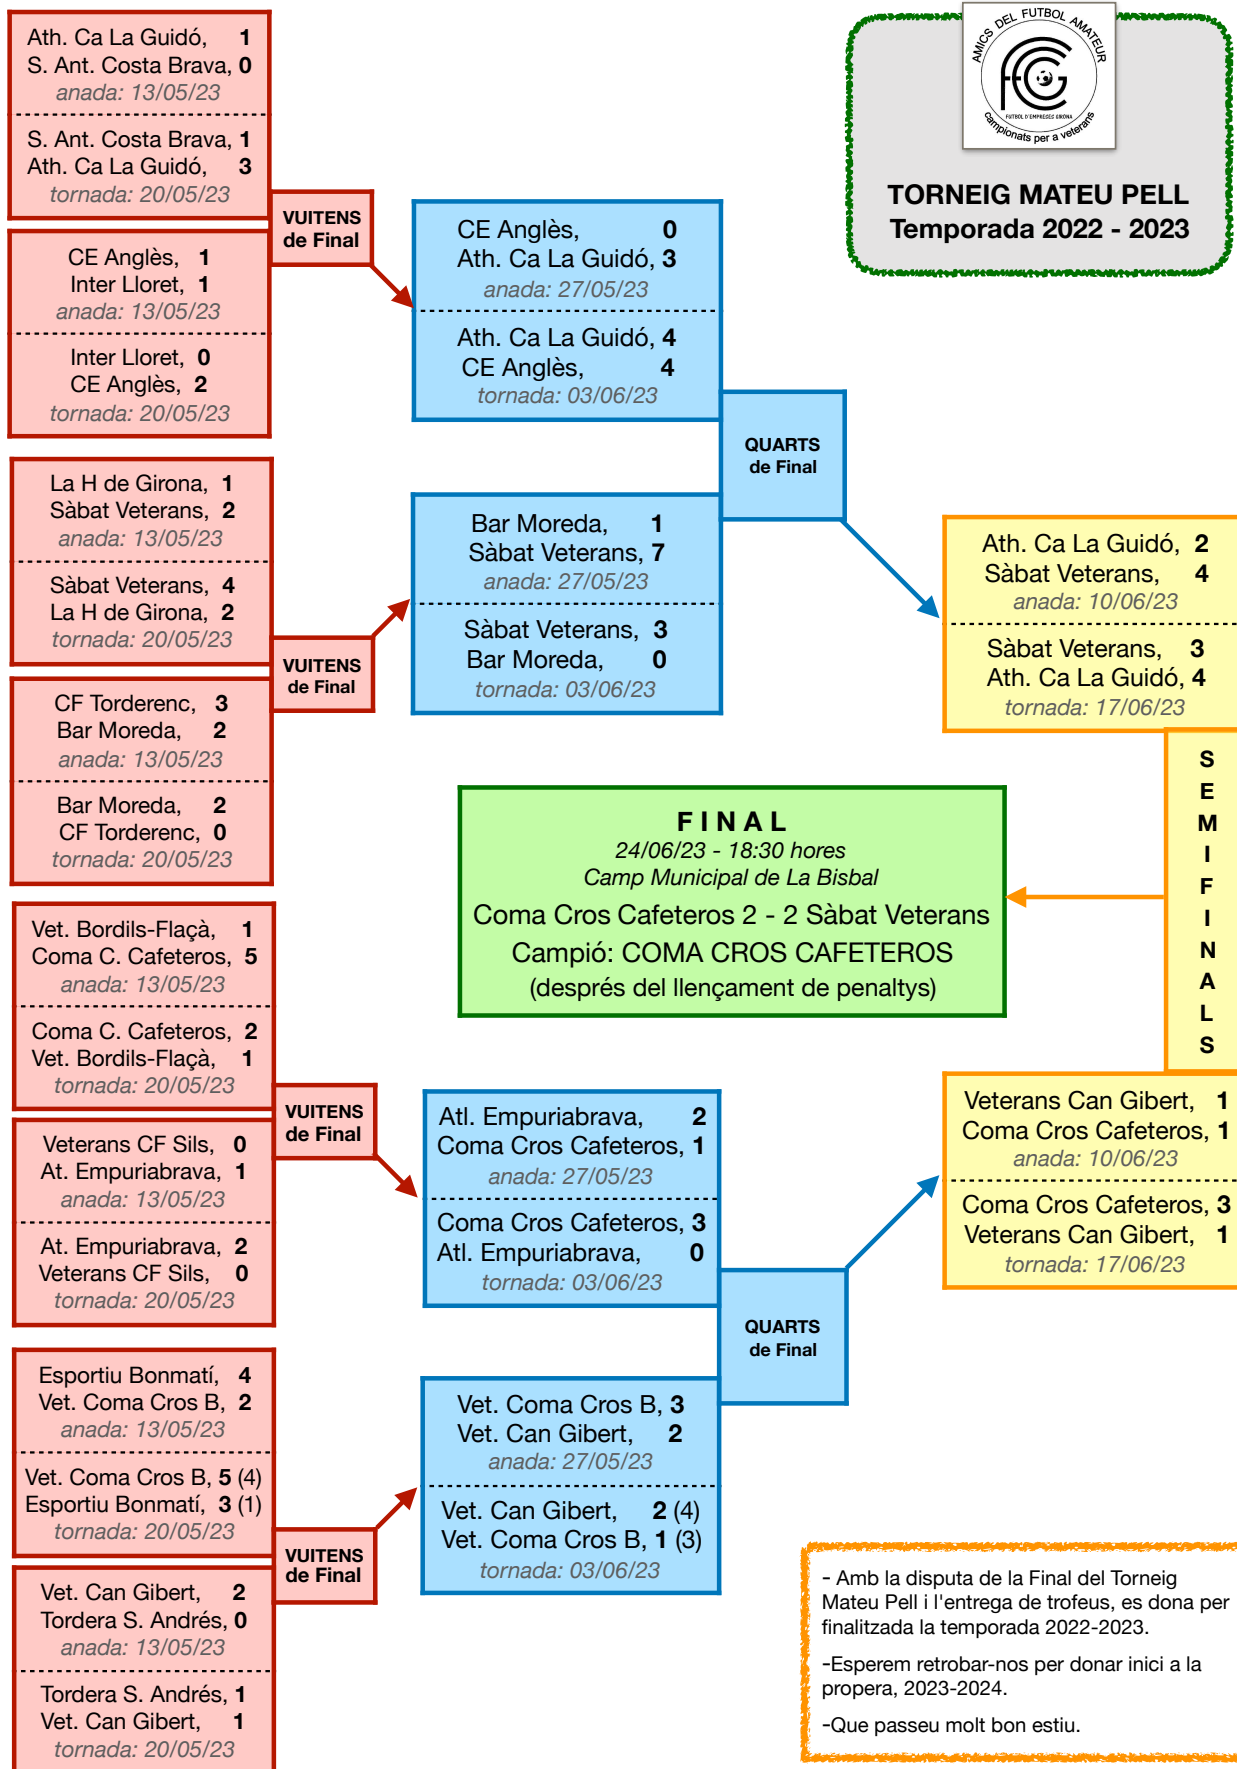 AMICS DEL FUTBOL AMATEUR
FUTBOL D'EMPRESES GIRONA
campionats per a veterans
TORNEIG MATEU PELL
Temporada 2022 - 2023
Ath. Ca La Guidó, 1
S. Ant. Costa Brava, 0
anada: 13/05/23
S. Ant. Costa Brava, 1
Ath. Ca La Guidó, 3
tornada: 20/05/23
CE Anglès, 1
Inter Lloret, 1
anada: 13/05/23
Inter Lloret, 0
CE Anglès, 2
tornada: 20/05/23
VUITENS
de Final
CE Anglès, 0
Ath. Ca La Guidó, 3
anada: 27/05/23
Ath. Ca La Guidó, 4
CE Anglès, 4
tornada: 03/06/23
La H de Girona, 1
Sàbat Veterans, 2
anada: 13/05/23
Sàbat Veterans, 4
La H de Girona, 2
tornada: 20/05/23
CF Torderenc, 3
Bar Moreda, 2
anada: 13/05/23
Bar Moreda, 2
CF Torderenc, 0
tornada: 20/05/23
VUITENS
de Final
Bar Moreda, 1
Sàbat Veterans, 7
anada: 27/05/23
Sàbat Veterans, 3
Bar Moreda, 0
tornada: 03/06/23
QUARTS
de Final
Ath. Ca La Guidó, 2
Sàbat Veterans, 4
anada: 10/06/23
Sàbat Veterans, 3
Ath. Ca La Guidó, 4
tornada: 17/06/23
S
E
M
I
F
I
N
A
L
S
F I N A L
24/06/23 - 18:30 hores
Camp Municipal de La Bisbal
Coma Cros Cafeteros 2 - 2 Sàbat Veterans
Campió: COMA CROS CAFETEROS
(després del llençament de penaltys)
Vet. Bordils-Flaçà, 1
Coma C. Cafeteros, 5
anada: 13/05/23
Coma C. Cafeteros, 2
Vet. Bordils-Flaçà, 1
tornada: 20/05/23
Veterans CF Sils, 0
At. Empuriabrava, 1
anada: 13/05/23
At. Empuriabrava, 2
Veterans CF Sils, 0
tornada: 20/05/23
VUITENS
de Final
Atl. Empuriabrava, 2
Coma Cros Cafeteros, 1
anada: 27/05/23
Coma Cros Cafeteros, 3
Atl. Empuriabrava, 0
tornada: 03/06/23
Esportiu Bonmatí, 4
Vet. Coma Cros B, 2
anada: 13/05/23
Vet. Coma Cros B, 5 (4)
Esportiu Bonmatí, 3 (1)
tornada: 20/05/23
Vet. Can Gibert, 2
Tordera S. Andrés, 0
anada: 13/05/23
Tordera S. Andrés, 1
Vet. Can Gibert, 1
tornada: 20/05/23
VUITENS
de Final
Vet. Coma Cros B, 3
Vet. Can Gibert, 2
anada: 27/05/23
Vet. Can Gibert, 2 (4)
Vet. Coma Cros B, 1 (3)
tornada: 03/06/23
QUARTS
de Final
Veterans Can Gibert, 1
Coma Cros Cafeteros, 1
anada: 10/06/23
Coma Cros Cafeteros, 3
Veterans Can Gibert, 1
tornada: 17/06/23
- Amb la disputa de la Final del Torneig
Mateu Pell i l'entrega de trofeus, es dona per
finalitzada la temporada 2022-2023.
-Esperem retrobar-nos per donar inici a la
propera, 2023-2024.
-Que passeu molt bon estiu.